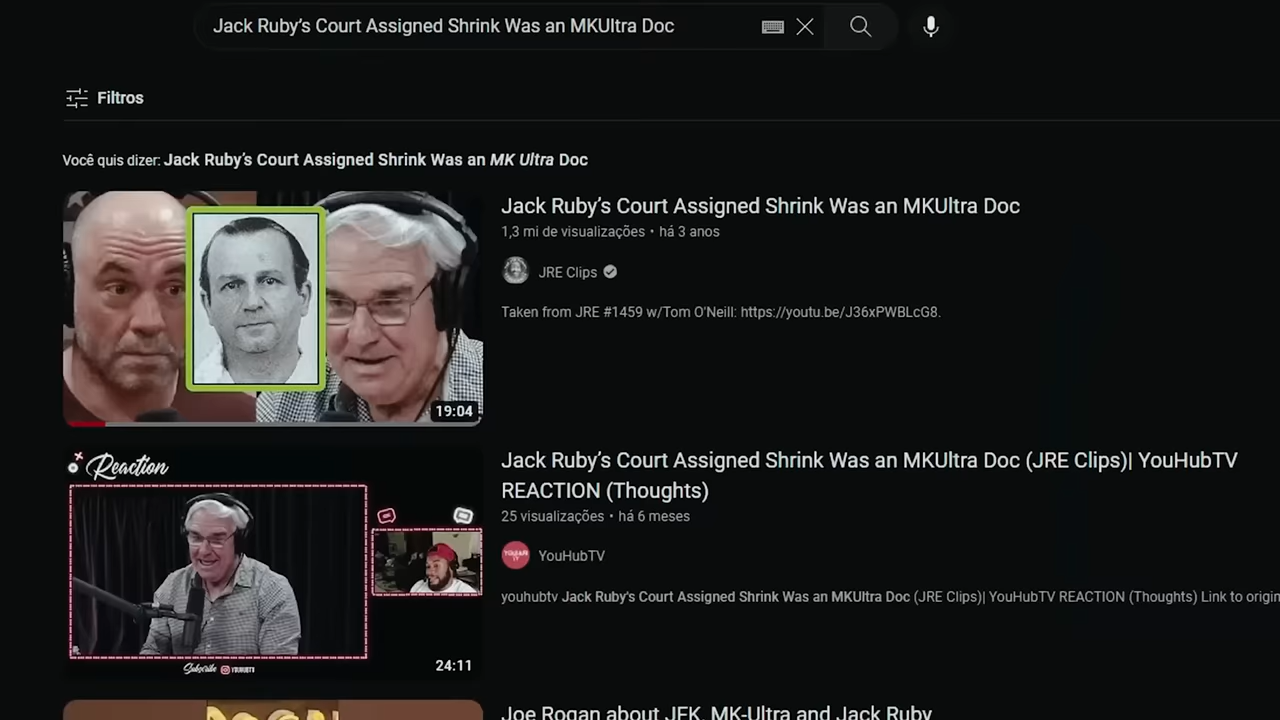 Jack Ruby’s Court Assigned Shrink Was an MKUltra Doc
Filtros
Você quis dizer: Jack Ruby’s Court Assigned Shrink Was an MK Ultra Doc
Jack Ruby’s Court Assigned Shrink Was an MKUltra Doc
1,3 mi de visualizações • há 3 anos
JRE Clips
Taken from JRE #1459 w/Tom O'Neill: https://youtu.be/J36xPWBLcG8.
19:04
Reaction
Jack Ruby’s Court Assigned Shrink Was an MKUltra Doc (JRE Clips)| YouHubTV
REACTION (Thoughts)
25 visualizações • há 6 meses
YouHubTV
youhubtv Jack Ruby's Court Assigned Shrink Was an MKUltra Doc (JRE Clips)| YouHubTV REACTION (Thoughts) Link to origin
Subscribe YOUHUBTV
24:11
Joe Rogan about JFK, MK-Ultra and Jack Ruby